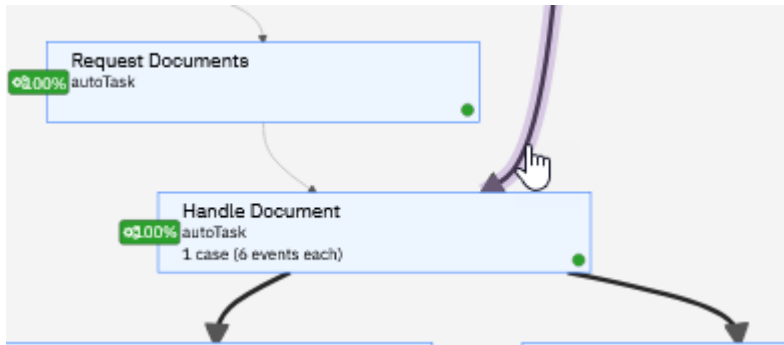 Request Documents
100% autoTask
Handle Document
100% autoTask
1 case (6 events each)